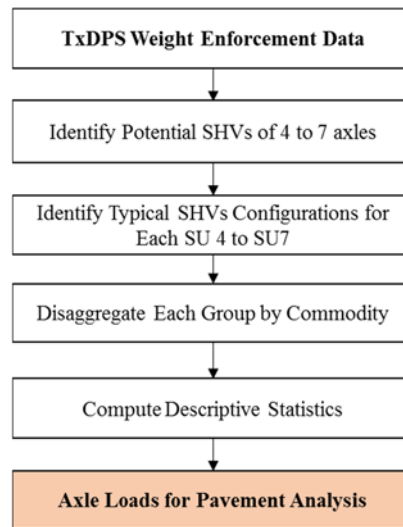 TxDPS Weight Enforcement Data
Identify Potential SHVs of 4 to 7 axles
Identify Typical SHVs Configurations for
Each SU 4 to SU7
Disaggregate Each Group by Commodity
Compute Descriptive Statistics
Axle Loads for Pavement Analysis